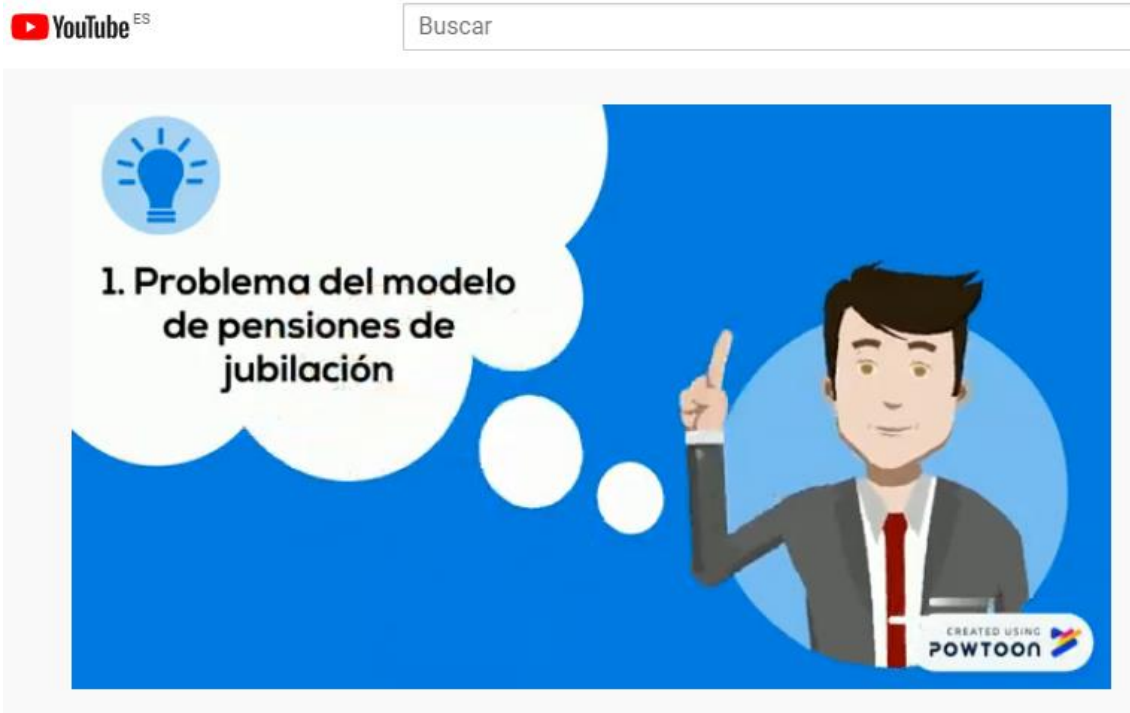 YouTube ES
Buscar
1. Problema del modelo
de pensiones de
jubilación
CREATED USING
POWTOON